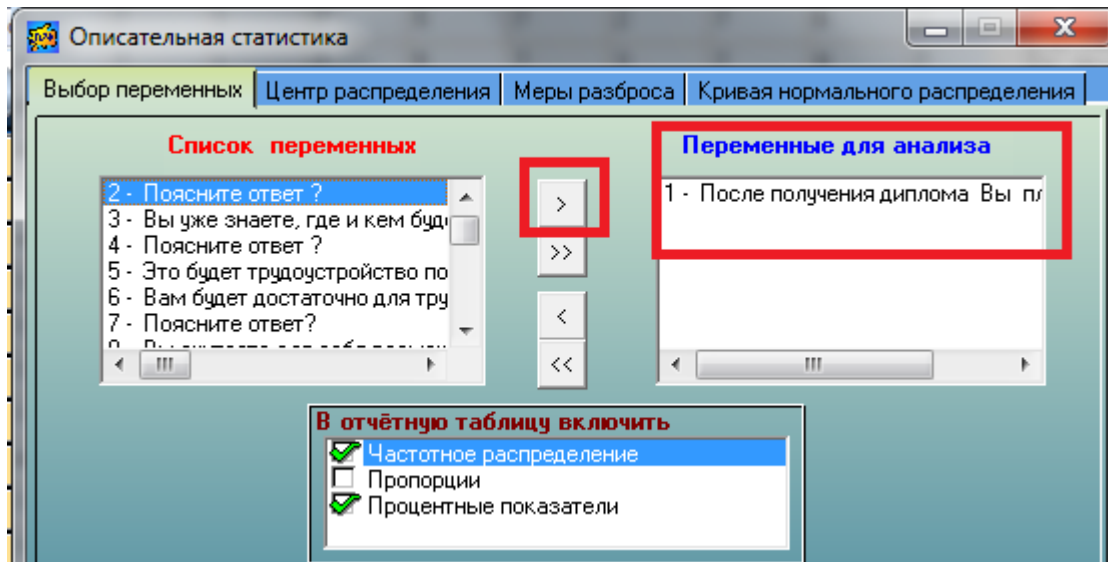 Описательная статистика
Выбор переменных Центр распределения Меры разброса Кривая нормального распределения
Список переменных
Переменные для анализа
2 - Поясните ответ ?
3 - Вы уже знаете, где и кем буд
4 - Поясните ответ ?
5 - Это будет трудоустройство по
6 - Вам будет достаточно для тру
7 - Поясните ответ?
>
>>
<
<<
1 - После получения диплома Вы пл
В отчётную таблицу включить
Частотное распределение
Пропорции
Процентные показатели